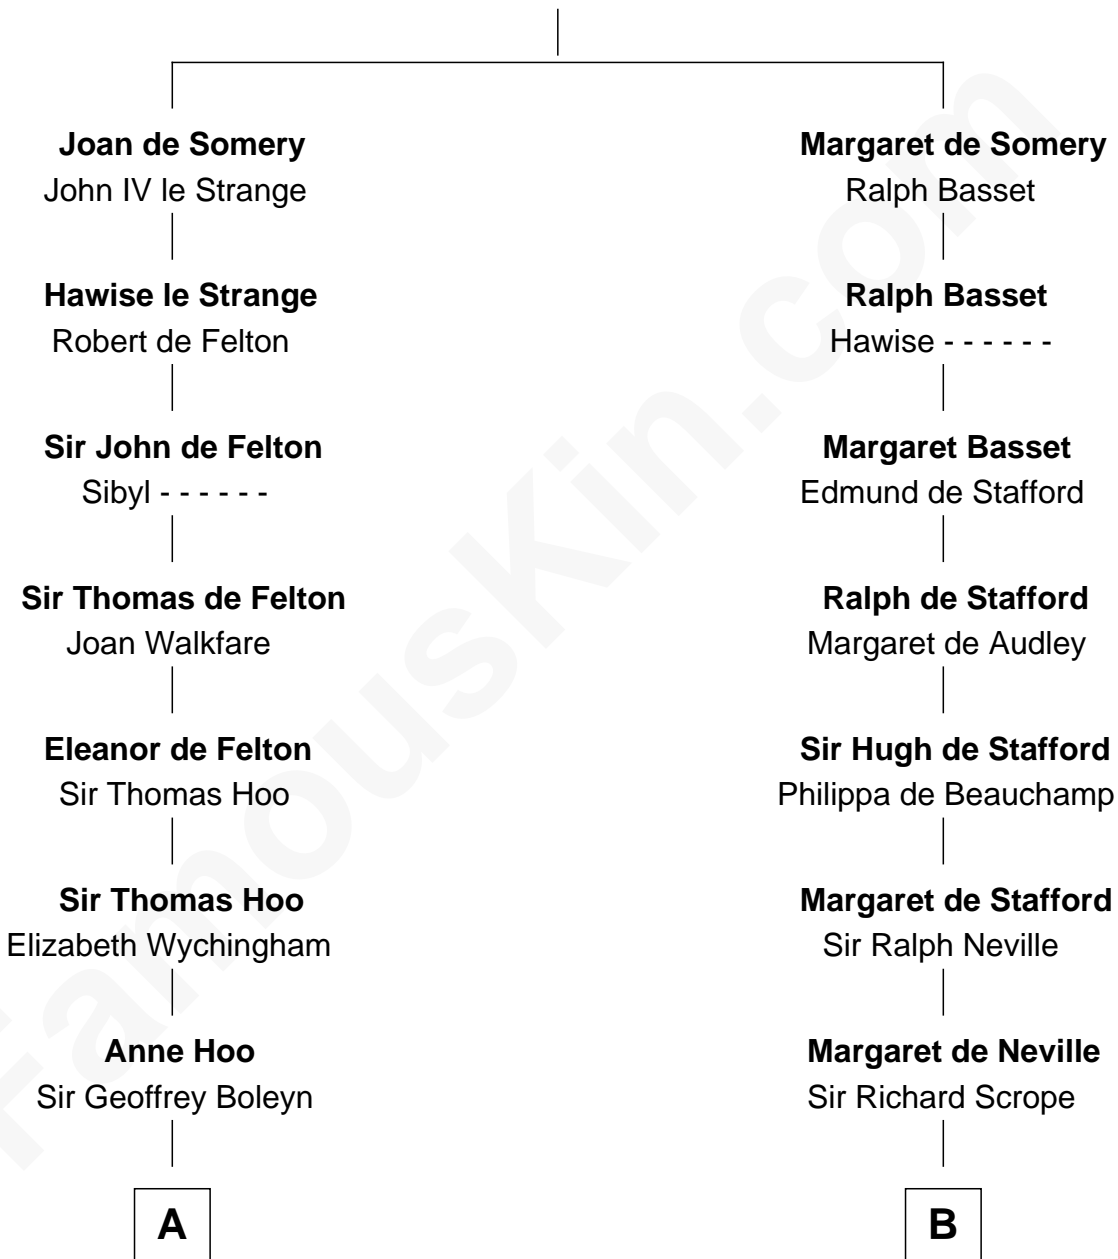 Joan de Somery
John IV le Strange
Hawise le Strange
Robert de Felton
Sir John de Felton
Sibyl - - - - - -
Sir Thomas de Felton
Joan Walkfare
Eleanor de Felton
Sir Thomas Hoo
Sir Thomas Hoo
Elizabeth Wychingham
Anne Hoo
Sir Geoffrey Boleyn
A
Margaret de Somery
Ralph Basset
Ralph Basset
Hawise - - - - - -
Margaret Basset
Edmund de Stafford
Ralph de Stafford
Margaret de Audley
Sir Hugh de Stafford
Philippa de Beauchamp
Margaret de Stafford
Sir Ralph Neville
Margaret de Neville
Sir Richard Scrope
B
FamousKin.com